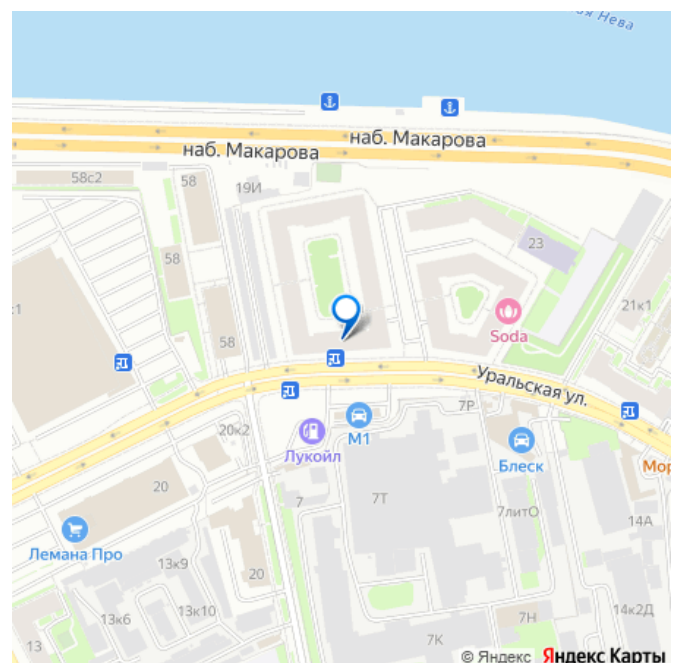 ая Нева
наб. Макарова
наб. Макарова
58с2
58
19И
23
58
к1
21к1
58
Soda
Уральская ул.
7Р
20к2
Лукойл
М1
Блеск
Мор
20
7
7Т
7литО
14А
Лемана Про
13к9
20
13к6
13к10
7Н
14к2Д
13
7К
© Яндекс Яндекс Карты